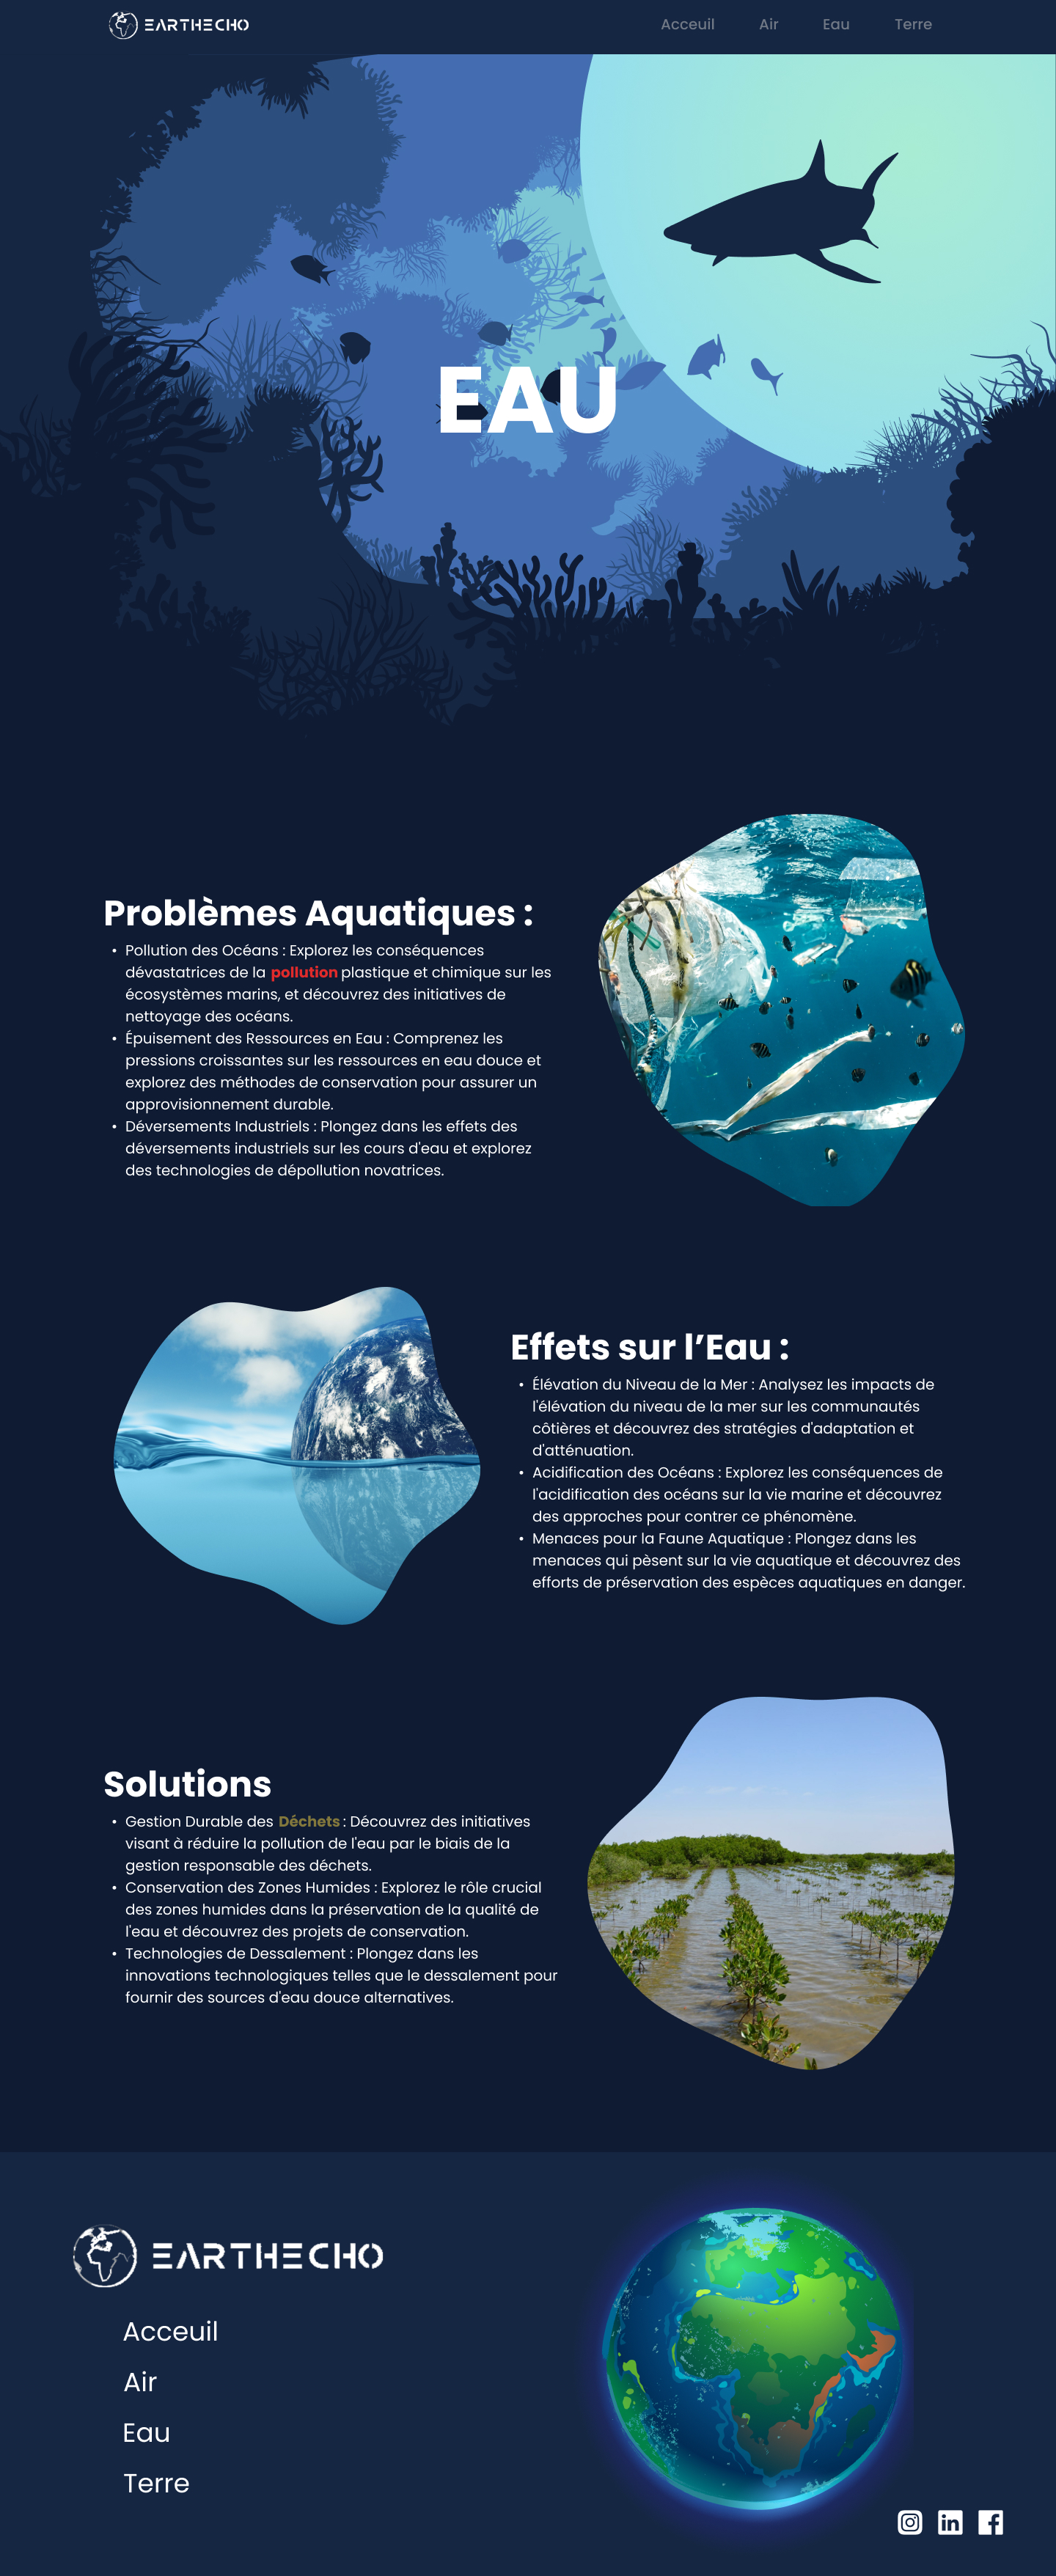 EARTHECHO
Acceuil Air Eau Terre
EAU
Problèmes Aquatiques :
• Pollution des Océans : Explorez les conséquences
dévastatrices de la pollution plastique et chimique sur les
écosystèmes marins, et découvrez des initiatives de
nettoyage des océans.
• Épuisement des Ressources en Eau : Comprenez les
pressions croissantes sur les ressources en eau douce et
explorez des méthodes de conservation pour assurer un
approvisionnement durable.
• Déversements Industriels : Plongez dans les effets des
déversements industriels sur les cours d'eau et explorez
des technologies de dépollution novatrices.
Effets sur l’Eau :
• Élévation du Niveau de la Mer : Analysez les impacts de
l'élévation du niveau de la mer sur les communautés
côtières et découvrez des stratégies d'adaptation et
d'atténuation.
• Acidification des Océans : Explorez les conséquences de
l'acidification des océans sur la vie marine et découvrez
des approches pour contrer ce phénomène.
• Menaces pour la Faune Aquatique : Plongez dans les
menaces qui pèsent sur la vie aquatique et découvrez des
efforts de préservation des espèces aquatiques en danger.
Solutions
• Gestion Durable des Déchets : Découvrez des initiatives
visant à réduire la pollution de l'eau par le biais de la
gestion responsable des déchets.
• Conservation des Zones Humides : Explorez le rôle crucial
des zones humides dans la préservation de la qualité de
l'eau et découvrez des projets de conservation.
• Technologies de Dessalement : Plongez dans les
innovations technologiques telles que le dessalement pour
fournir des sources d'eau douce alternatives.
EARTHECHO
Acceuil
Air
Eau
Terre
in